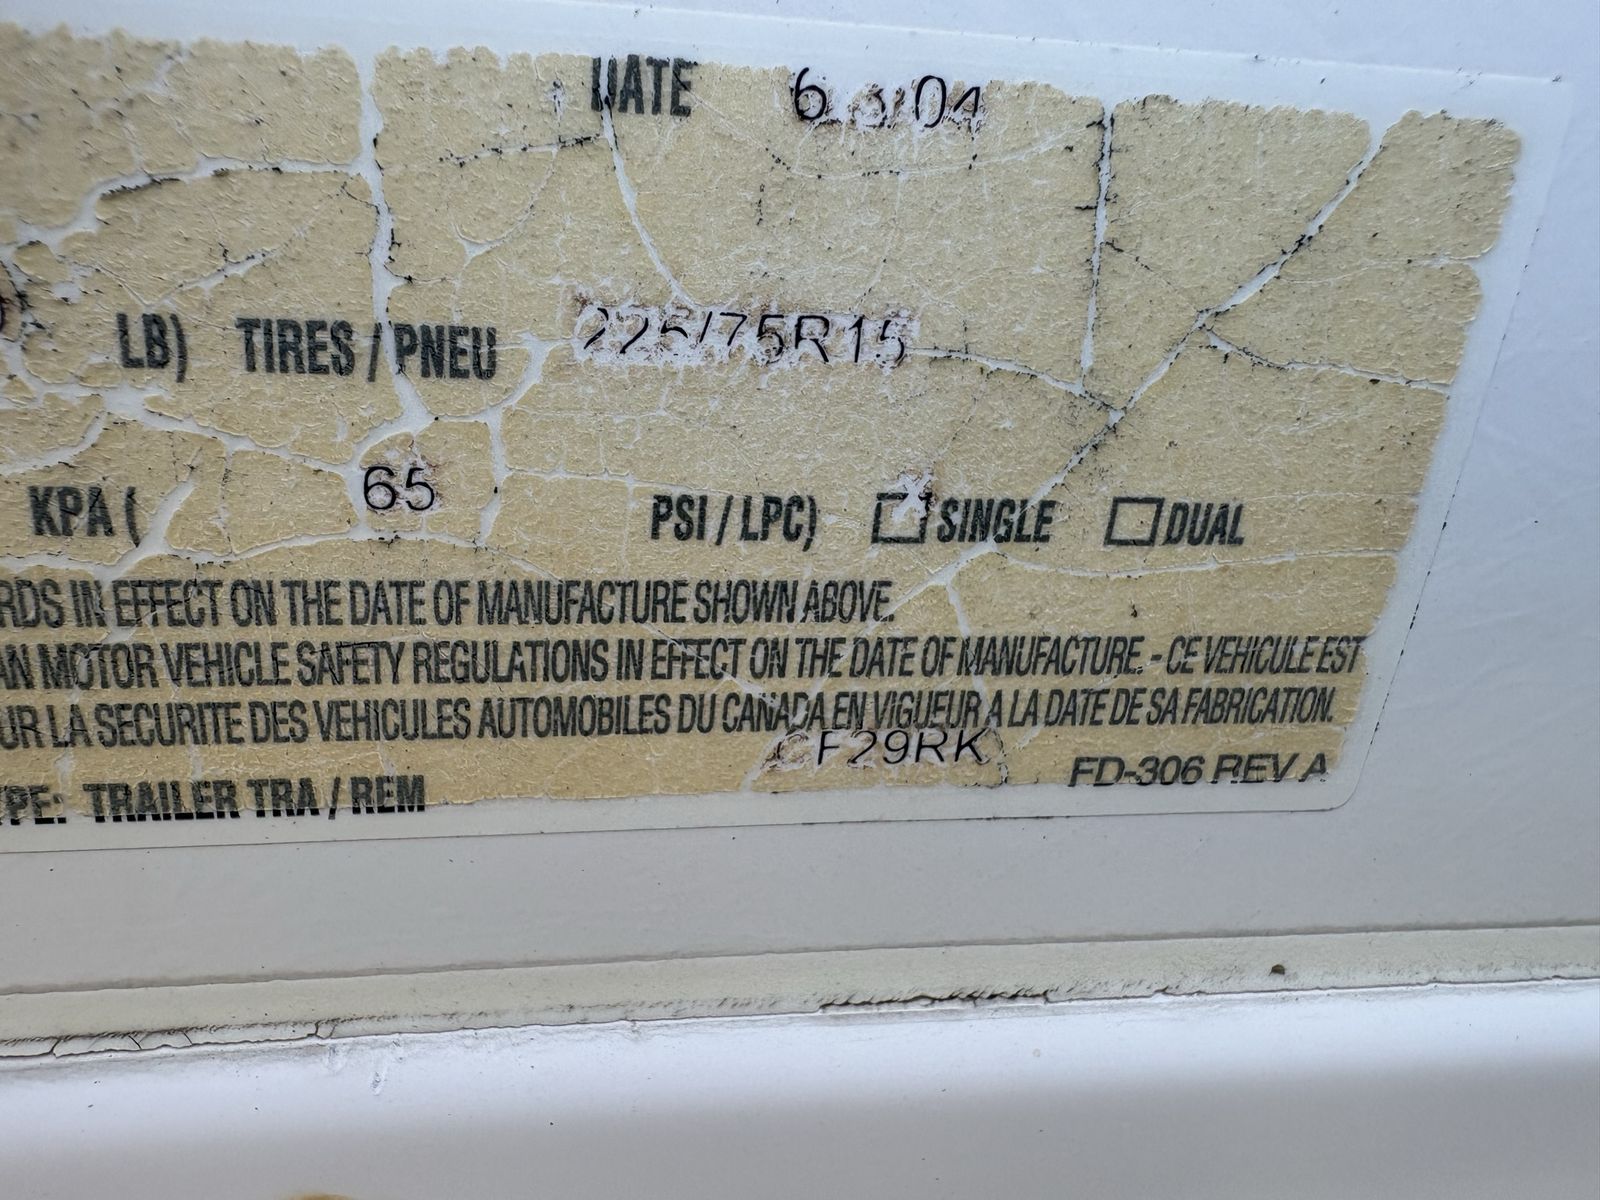 DATE 6/3/04
LB) TIRES / PNEU 225/75R15
KPA ( 65 PSI / LPC) SINGLE DUAL
RDS IN EFFECT ON THE DATE OF MANUFACTURE SHOWN ABOVE.
AN MOTOR VEHICLE SAFETY REGULATIONS IN EFFECT ON THE DATE OF MANUFACTURE. - CE VEHICULE EST
UR LA SECURITE DES VEHICULES AUTOMOBILES DU CANADA EN VIGUEUR A LA DATE DE SA FABRICATION.
CF29RK
YPE: TRAILER TRA / REM FD-306 REV A